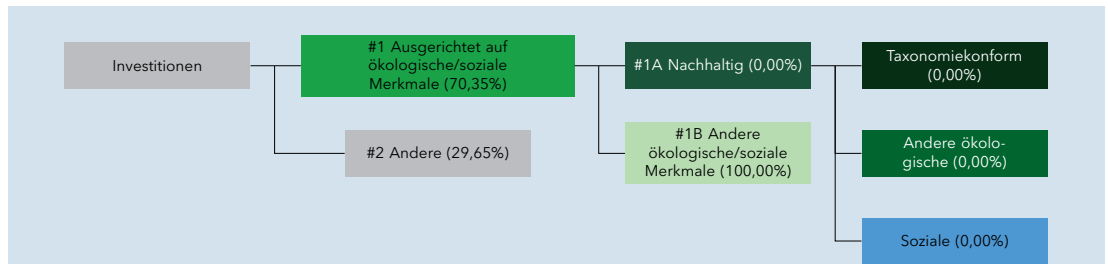 Investitionen
#1 Ausgerichtet auf
ökologische/soziale
Merkmale (70,35%)
#2 Andere (29,65%)
#1A Nachhaltig (0,00%)
#1B Andere
ökologische/soziale
Merkmale (100,00%)
Taxonomiekonform
(0,00%)
Andere ökolo-
gische (0,00%)
Soziale (0,00%)